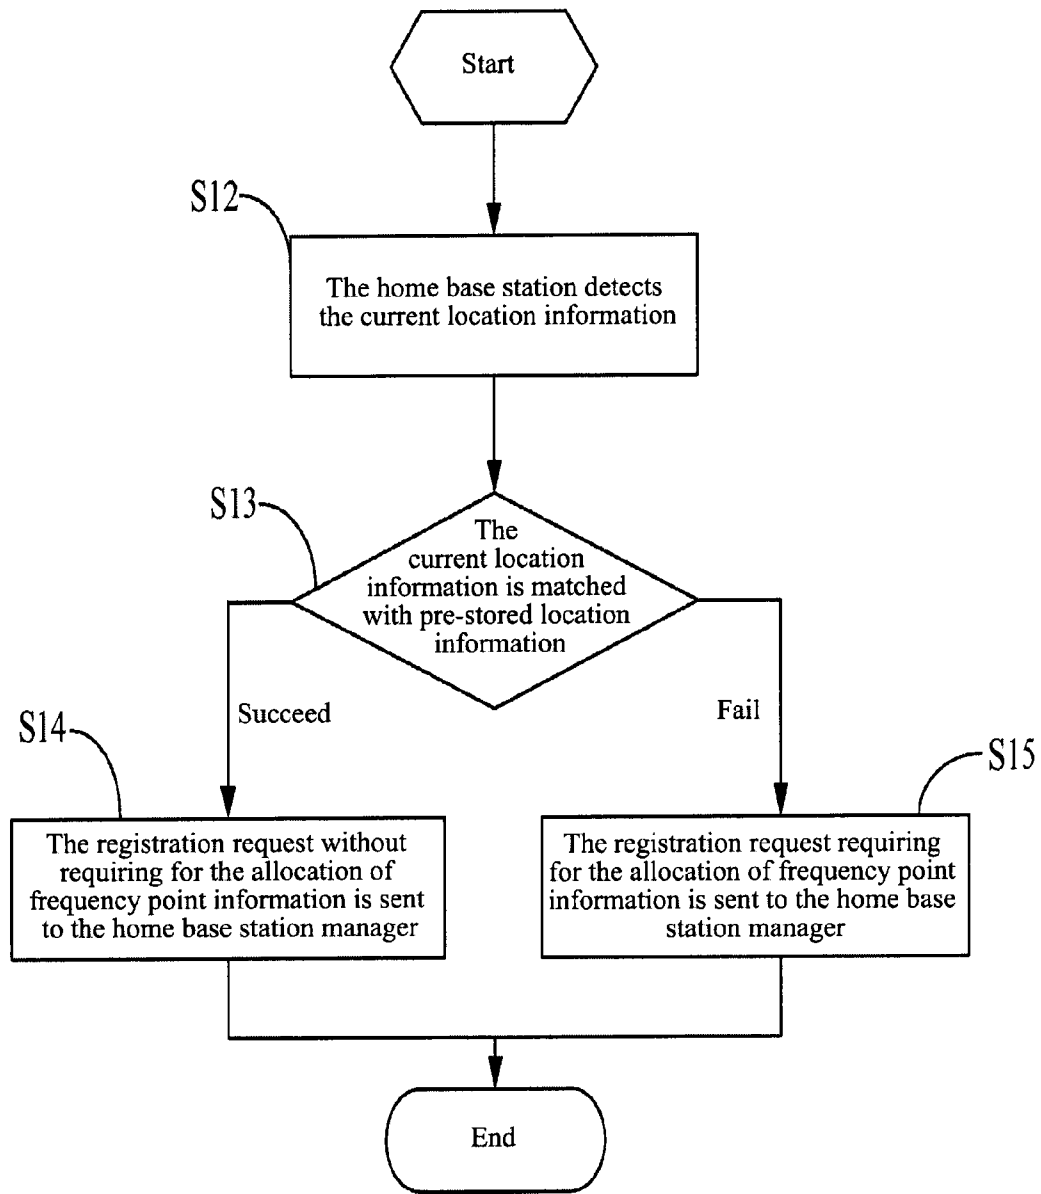 Start
S12
The home base station detects
the current location information
S13
The
current location
information is matched
with pre-stored location
information
Succeed
Fail
S14
The registration request without
requiring for the allocation of
frequency point information is sent
to the home base station manager
S15
The registration request requiring
for the allocation of frequency point
information is sent to the home base
station manager
End